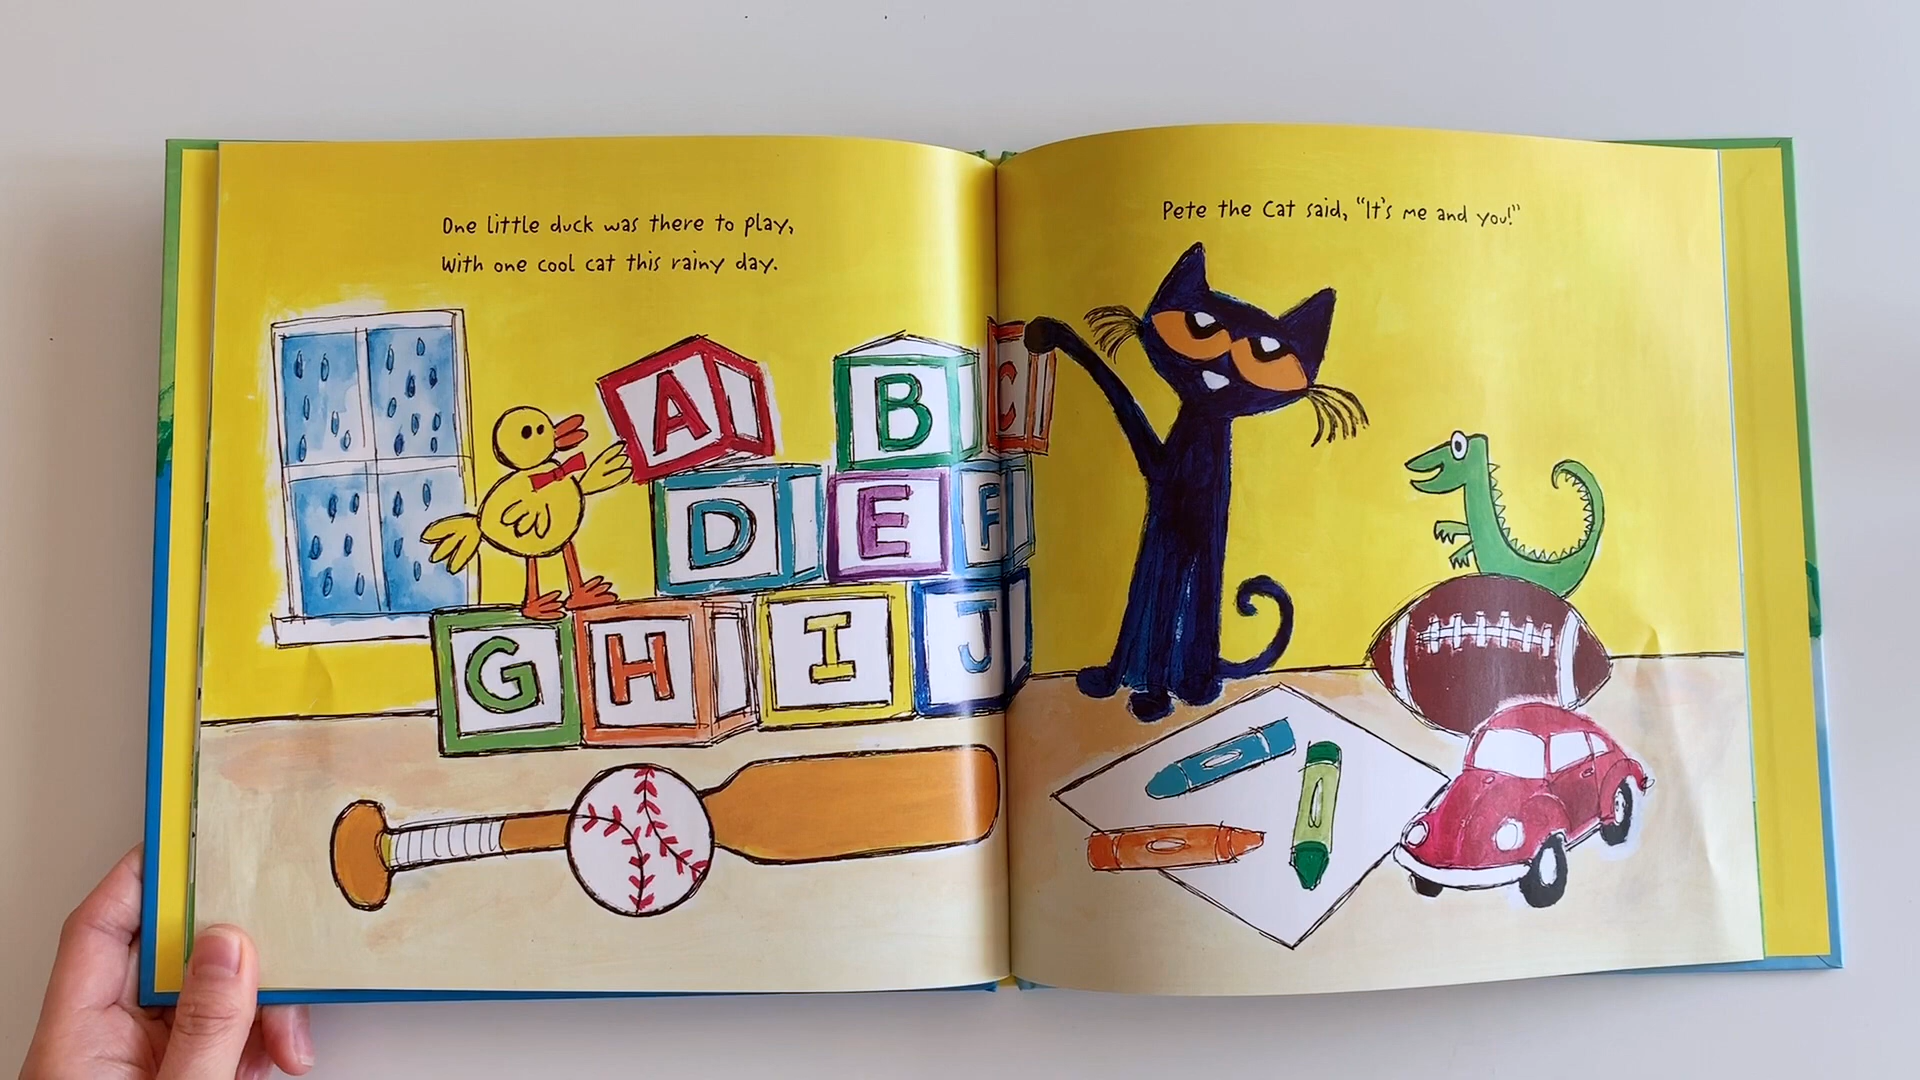 One little duck was there to play,
With one cool cat this rainy day.
Pete the Cat said, "It's me and you!"
A B C
D E F
G H I J